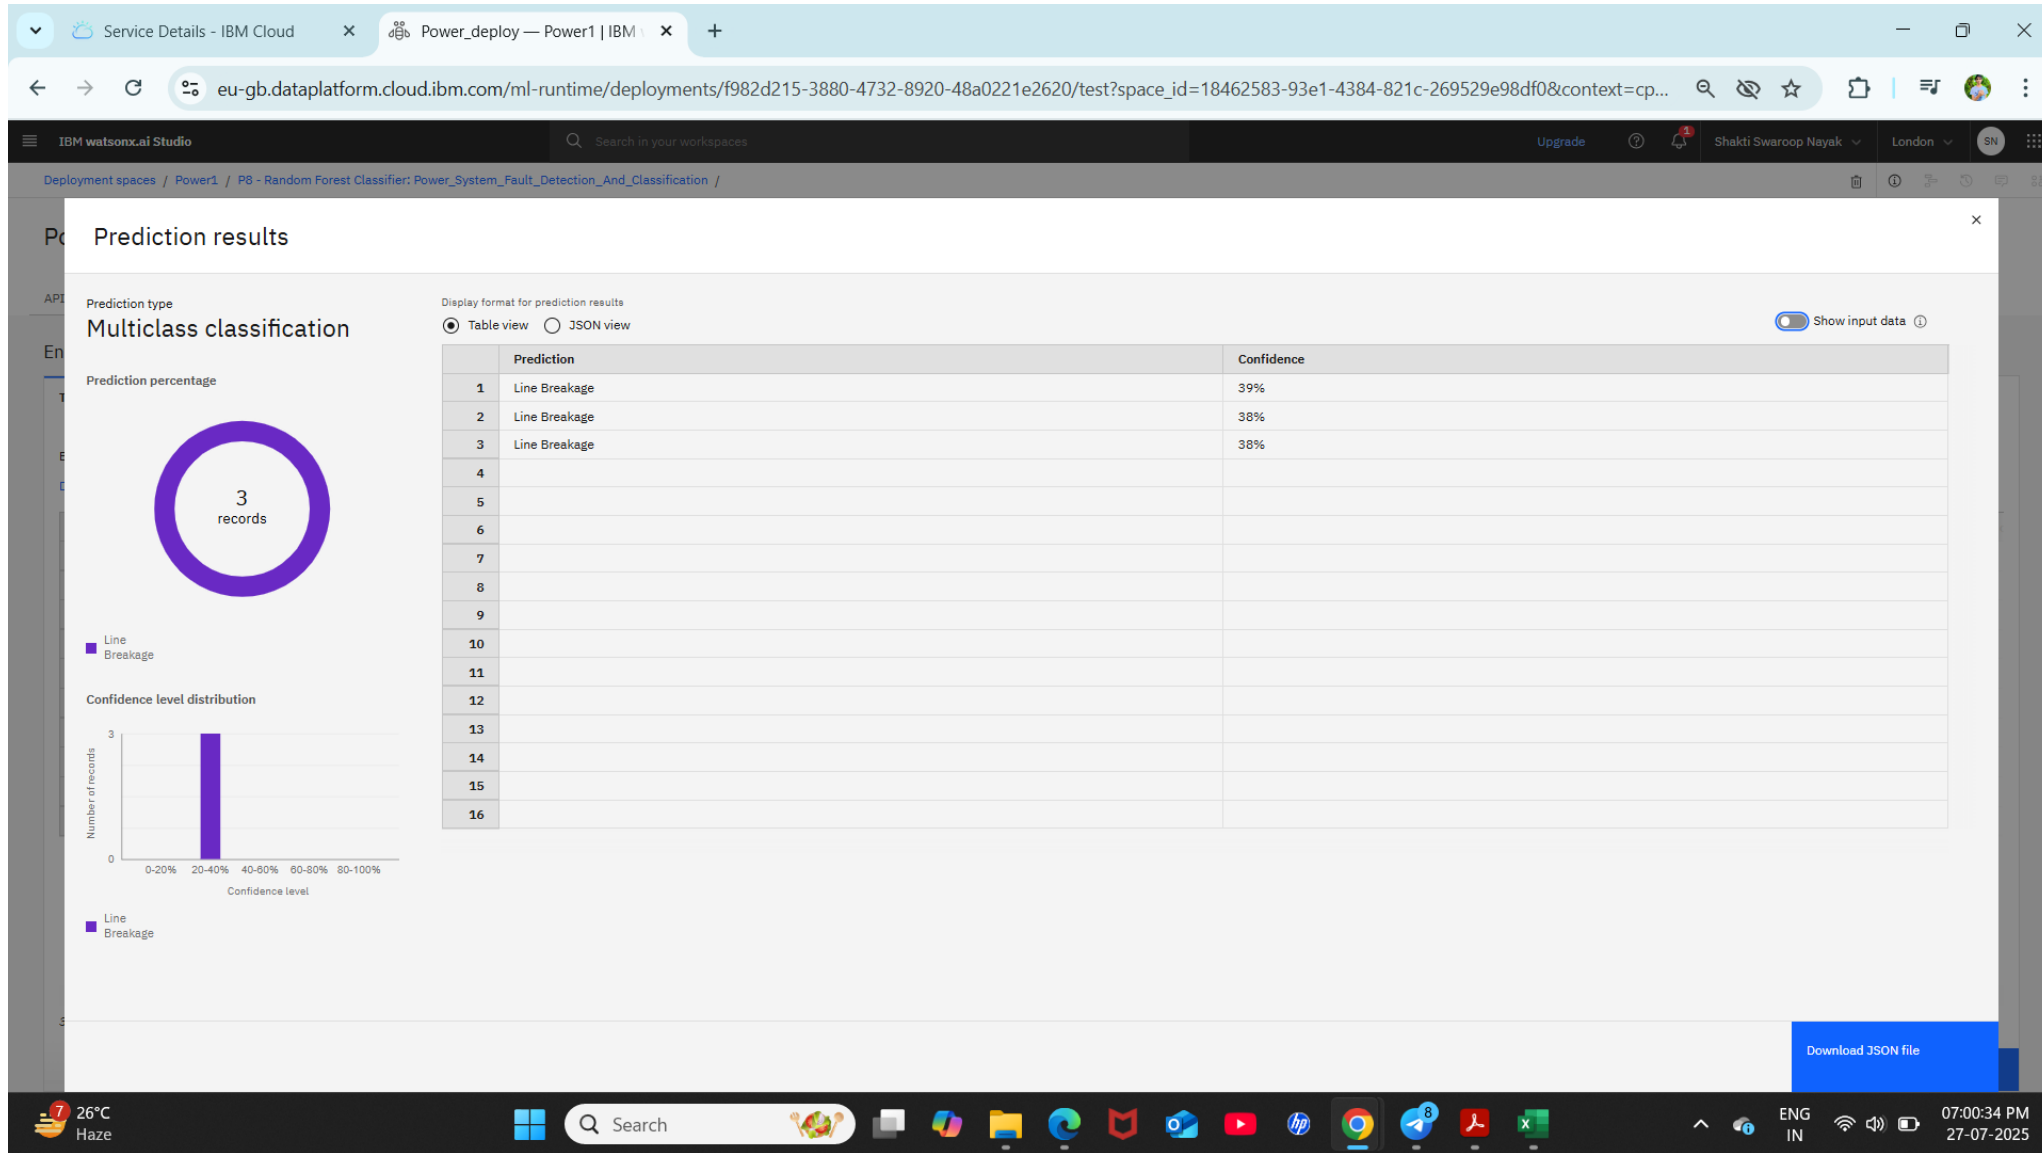 Service Details - IBM Cloud
Power_deploy — Power1 | IBM
eu-gb.dataplatform.cloud.ibm.com/ml-runtime/deployments/f982d215-3880-4732-8920-48a0221e2620/test?space_id=18462583-93e1-4384-821c-269529e98df0&context=cp...
IBM watsonx.ai Studio
Search in your workspaces
Upgrade
1
Shakti Swaroop Nayak
London
SN
Deployment spaces / Power1 / P8 - Random Forest Classifier: Power_System_Fault_Detection_And_Classification /
Prediction results
API
Prediction type
Multiclass classification
Display format for prediction results
Table view
JSON view
Show input data
Prediction percentage
3
records
Line
Breakage
Prediction Confidence
1 Line Breakage 39%
2 Line Breakage 38%
3 Line Breakage 38%
4
5
6
7
8
9
10
11
12
13
14
15
16
Confidence level distribution
Number of records
3
0
0-20% 20-40% 40-60% 60-80% 80-100%
Confidence level
Line
Breakage
Download JSON file
7
26°C
Haze
Search
hp
8
ENG
IN
07:00:34 PM
27-07-2025